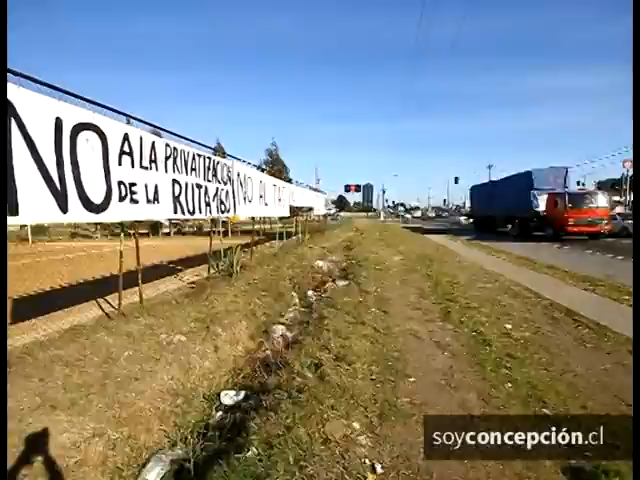 NO A LA PRIVATIZACION
DE LA RUTA 160
NO AL
soyconcepción.cl